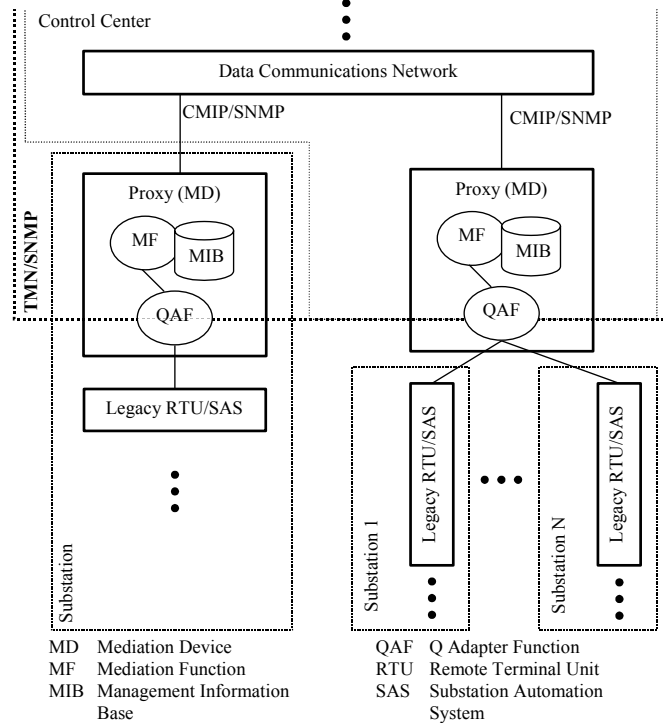 Control Center
Data Communications Network
CMIP/SNMP
CMIP/SNMP
TMN/SNMP
Proxy (MD)
MF
MIB
QAF
Legacy RTU/SAS
Substation
Proxy (MD)
MF
MIB
QAF
Legacy RTU/SAS
Substation 1
Legacy RTU/SAS
Substation N
MD Mediation Device
MF Mediation Function
MIB Management Information
Base
QAF Q Adapter Function
RTU Remote Terminal Unit
SAS Substation Automation
System